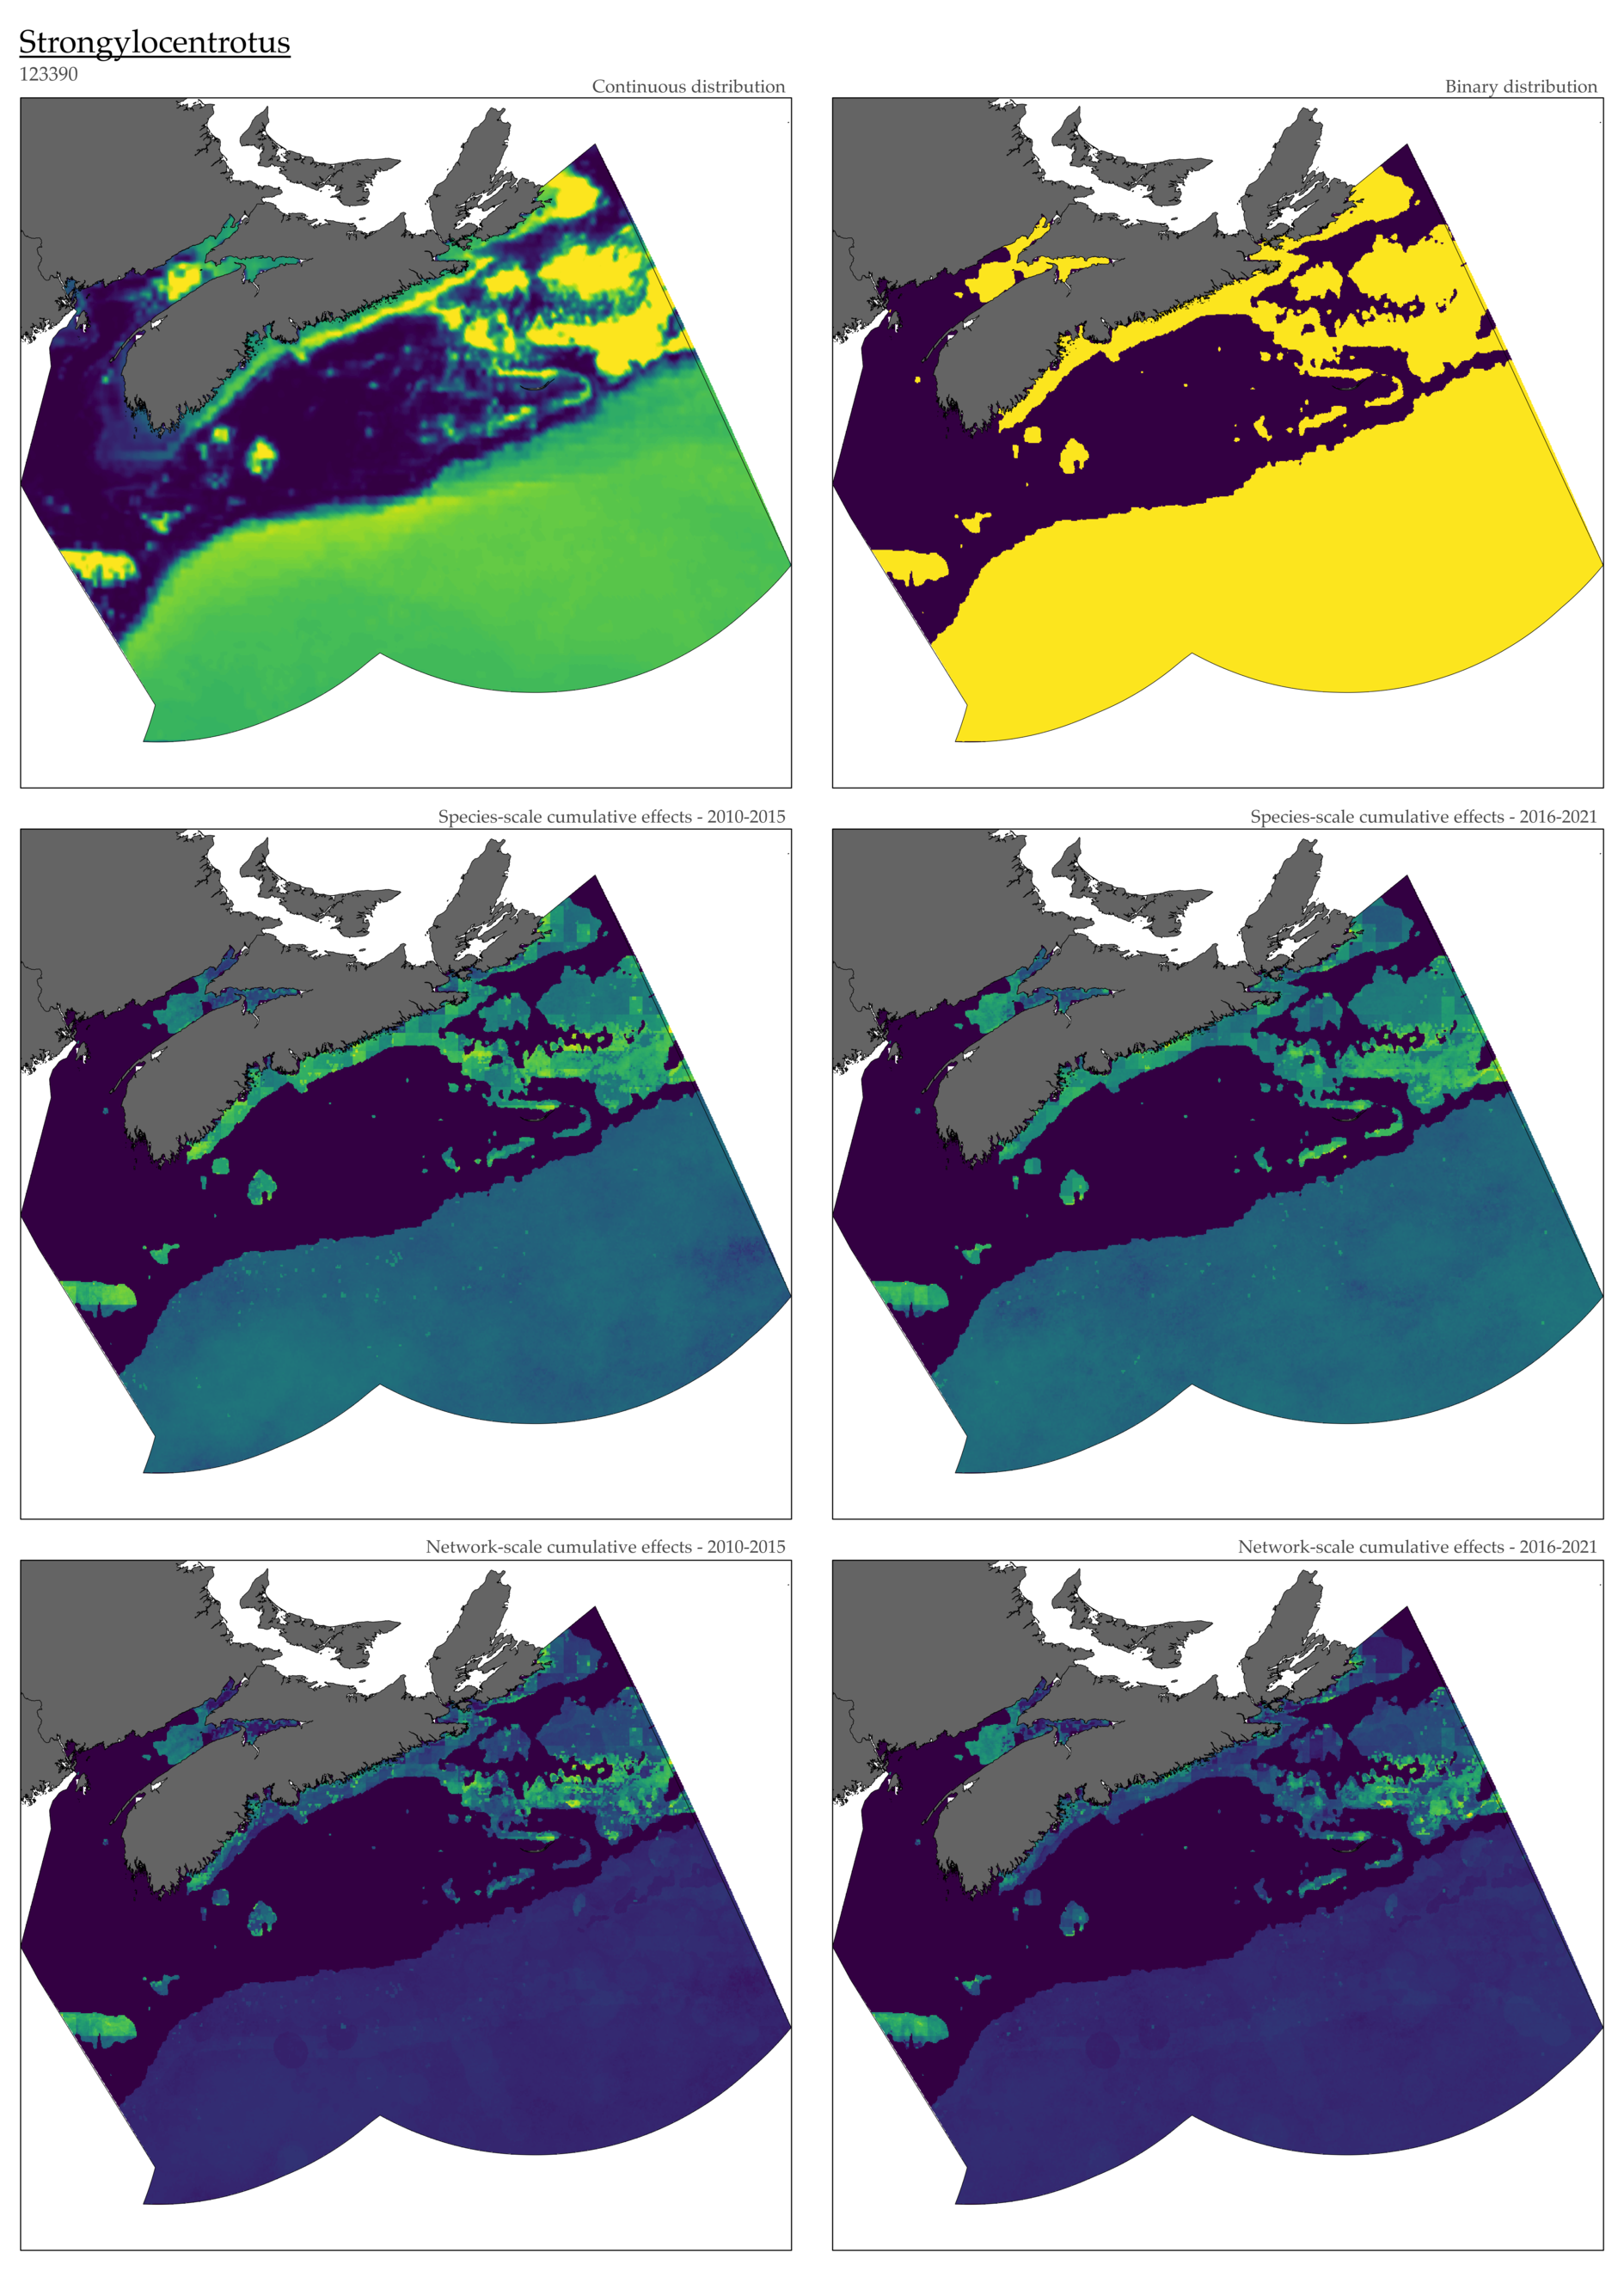 Strongylocentrotus
123390
Continuous distribution
Binary distribution
Species-scale cumulative effects - 2010-2015
Species-scale cumulative effects - 2016-2021
Network-scale cumulative effects - 2010-2015
Network-scale cumulative effects - 2016-2021